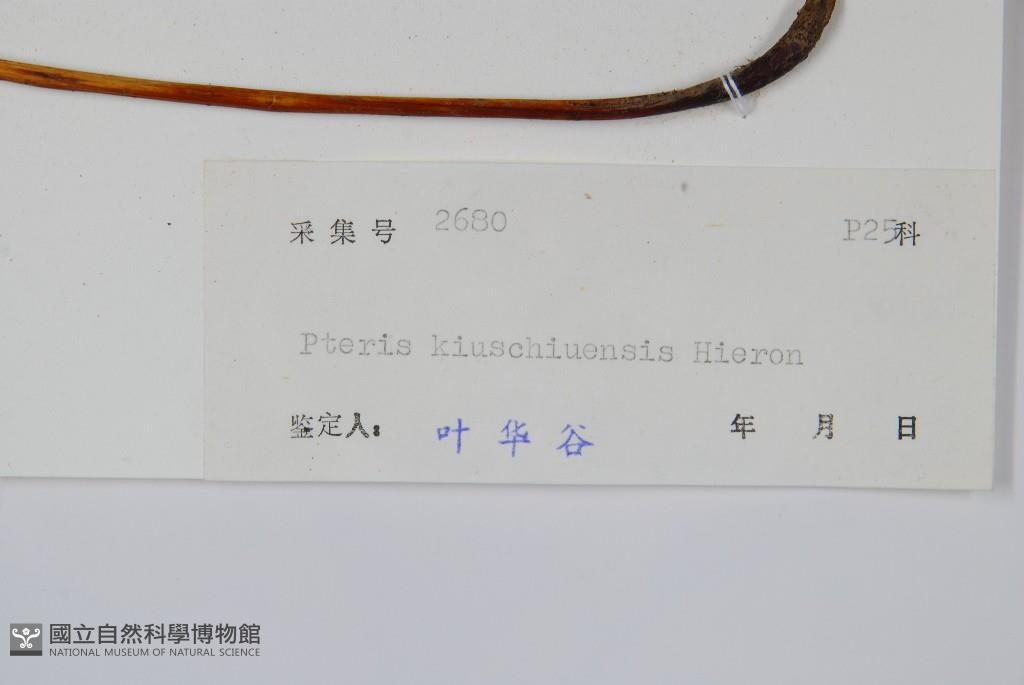 采集号 2680 P25科
Pteris kiuschiuensis Hieron
鉴定人: 叶华谷 年 月 日
國立自然科學博物館
NATIONAL MUSEUM OF NATURAL SCIENCE